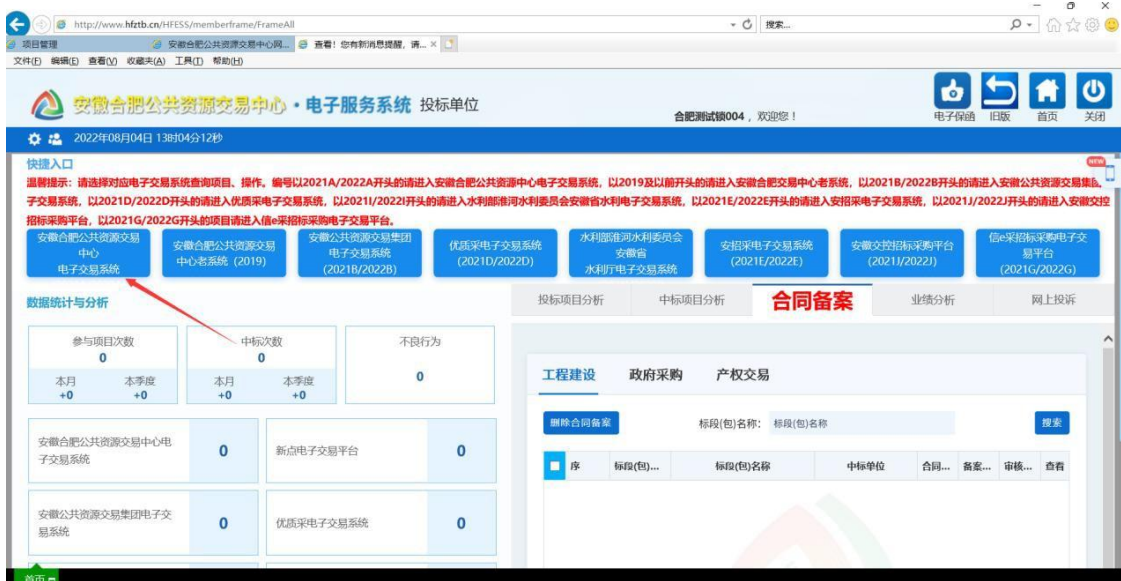 http://www.hfztb.cn/HFESS/memberframe/FrameAll
搜索...
项目管理
安徽合肥公共资源交易中心网...
查看! 您有新消息提醒, 请...
文件(F) 编辑(E) 查看(V) 收藏夹(A) 工具(T) 帮助(H)
安徽合肥公共资源交易中心・电子服务系统 投标单位
合肥测试锁004 , 欢迎您!
电子保函 旧版 首页 关闭
2022年08月04日 13时04分12秒
快捷入口
NEW
温馨提示: 请选择对应电子交易系统查询项目、操作。编号以2021A/2022A开头的请进入安徽合肥公共资源中心电子交易系统, 以2019及以前开头的请进入安徽合肥交易中心老系统, 以2021B/2022B开头的请进入安徽公共资源交易集团
子交易系统, 以2021D/2022D开头的请进入优质采电子交易系统, 以2021I/2022I开头的请进入水利部淮河水利委员会安徽省水利电子交易系统, 以2021E/2022E开头的请进入安招采电子交易系统, 以2021J/2022J开头的请进入安徽交控
招标采购平台, 以2021G/2022G开头的项目请进入信e采招标采购电子交易平台。
安徽合肥公共资源交易
中心
电子交易系统
安徽合肥公共资源交易
中心老系统 (2019)
安徽公共资源交易集团
电子交易系统
(2021B/2022B)
优质采电子交易系统
(2021D/2022D)
水利部淮河水利委员会
安徽省
水利厅电子交易系统
安招采电子交易系统
(2021E/2022E)
安徽交控招标采购平台
(2021J/2022J)
信e采招标采购电子交
易平台
(2021G/2022G)
数据统计与分析
投标项目分析 中标项目分析 合同备案 业绩分析 网上投诉
参与项目次数
0
本月 本季度
+0 +0
中标次数
0
本月 本季度
+0 +0
不良行为
0
工程建设 政府采购 产权交易
删除合同备案 标段(包)名称: 标段(包)名称 搜索
序 标段(包)... 标段(包)名称 中标单位 合同... 备案... 审核... 查看
安徽合肥公共资源交易中心电
子交易系统
0
新点电子交易平台
0
安徽公共资源交易集团电子交
易系统
0
优质采电子交易系统
0
首页